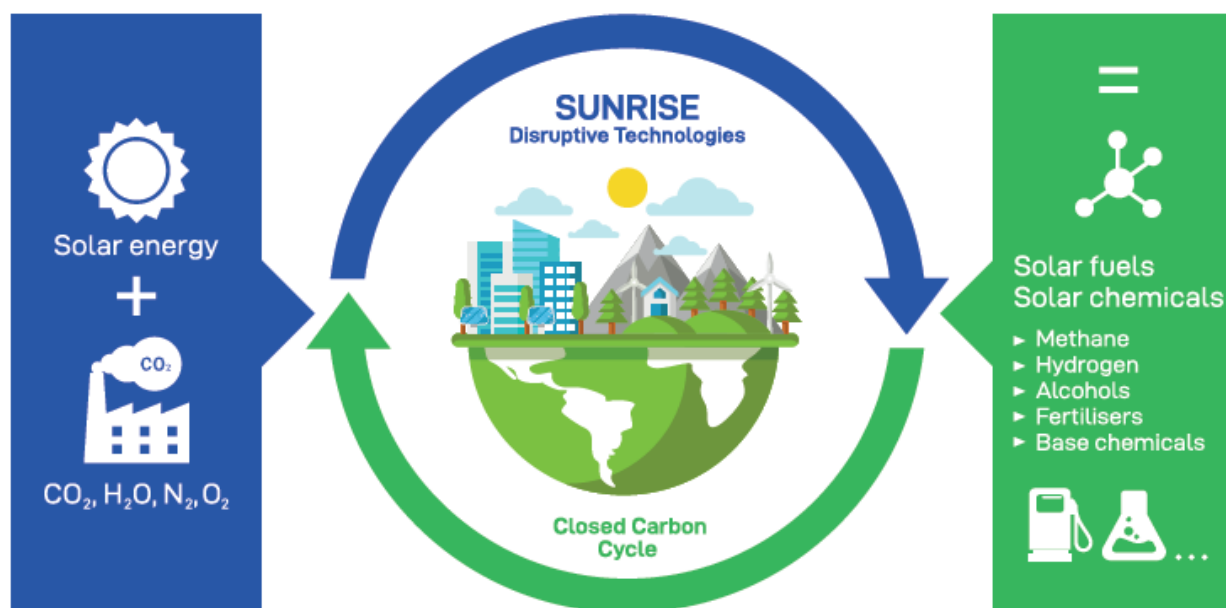 Solar energy
+
CO₂
CO₂, H₂O, N₂, O₂
SUNRISE
Disruptive Technologies
Closed Carbon
Cycle
=
Solar fuels
Solar chemicals
► Methane
► Hydrogen
► Alcohols
► Fertilisers
► Base chemicals
...